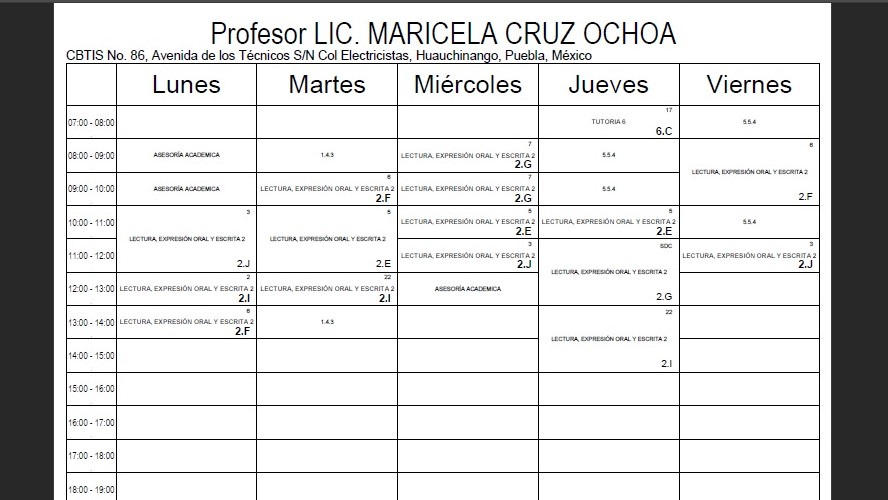 Profesor LIC. MARICELA CRUZ OCHOA
CBTIS No. 86, Avenida de los Técnicos S/N Col Electricistas, Huauchinango, Puebla, México
Lunes Martes Miércoles Jueves Viernes
07:00 - 08:00
17
TUTORIA 6
6.C
5.5.4
08:00 - 09:00
ASESORÍA ACADEMICA
1.4.3
7
LECTURA, EXPRESIÓN ORAL Y ESCRITA 2
2.G
5.5.4
6
LECTURA, EXPRESIÓN ORAL Y ESCRITA 2
2.F
09:00 - 10:00
ASESORÍA ACADEMICA
6
LECTURA, EXPRESIÓN ORAL Y ESCRITA 2
2.F
7
LECTURA, EXPRESIÓN ORAL Y ESCRITA 2
2.G
5.5.4
10:00 - 11:00
3
LECTURA, EXPRESIÓN ORAL Y ESCRITA 2
2.J
5
LECTURA, EXPRESIÓN ORAL Y ESCRITA 2
2.E
5
LECTURA, EXPRESIÓN ORAL Y ESCRITA 2
2.E
5
LECTURA, EXPRESIÓN ORAL Y ESCRITA 2
2.E
5.5.4
11:00 - 12:00
3
LECTURA, EXPRESIÓN ORAL Y ESCRITA 2
2.J
SDC
LECTURA, EXPRESIÓN ORAL Y ESCRITA 2
2.G
3
LECTURA, EXPRESIÓN ORAL Y ESCRITA 2
2.J
12:00 - 13:00
2
LECTURA, EXPRESIÓN ORAL Y ESCRITA 2
2.I
22
LECTURA, EXPRESIÓN ORAL Y ESCRITA 2
2.I
ASESORÍA ACADEMICA
13:00 - 14:00
6
LECTURA, EXPRESIÓN ORAL Y ESCRITA 2
2.F
1.4.3
22
LECTURA, EXPRESIÓN ORAL Y ESCRITA 2
2.I
14:00 - 15:00
15:00 - 16:00
16:00 - 17:00
17:00 - 18:00
18:00 - 19:00